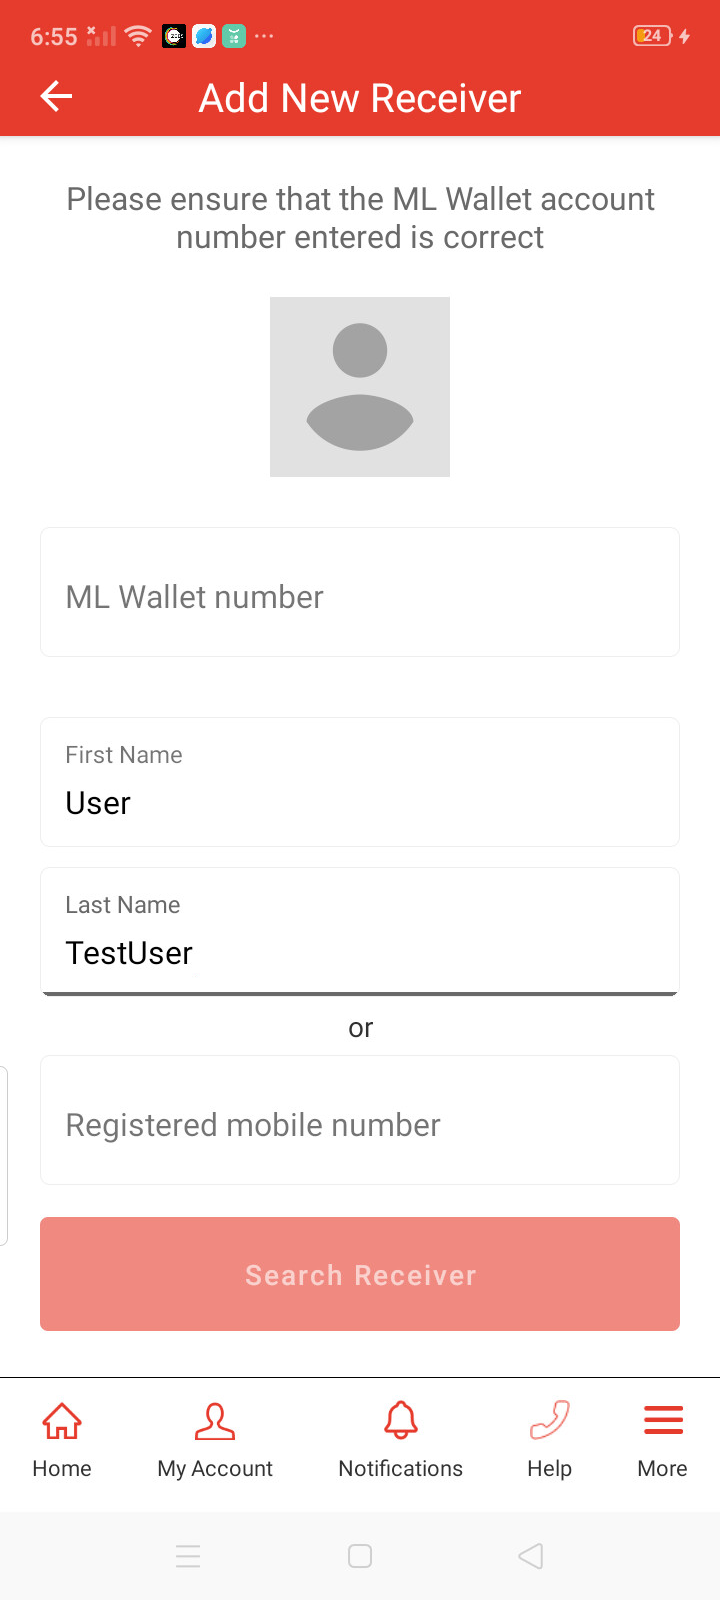 6:55
24
Add New Receiver
Please ensure that the ML Wallet account
number entered is correct
ML Wallet number
First Name
User
Last Name
TestUser
or
Registered mobile number
Search Receiver
Home My Account Notifications Help More